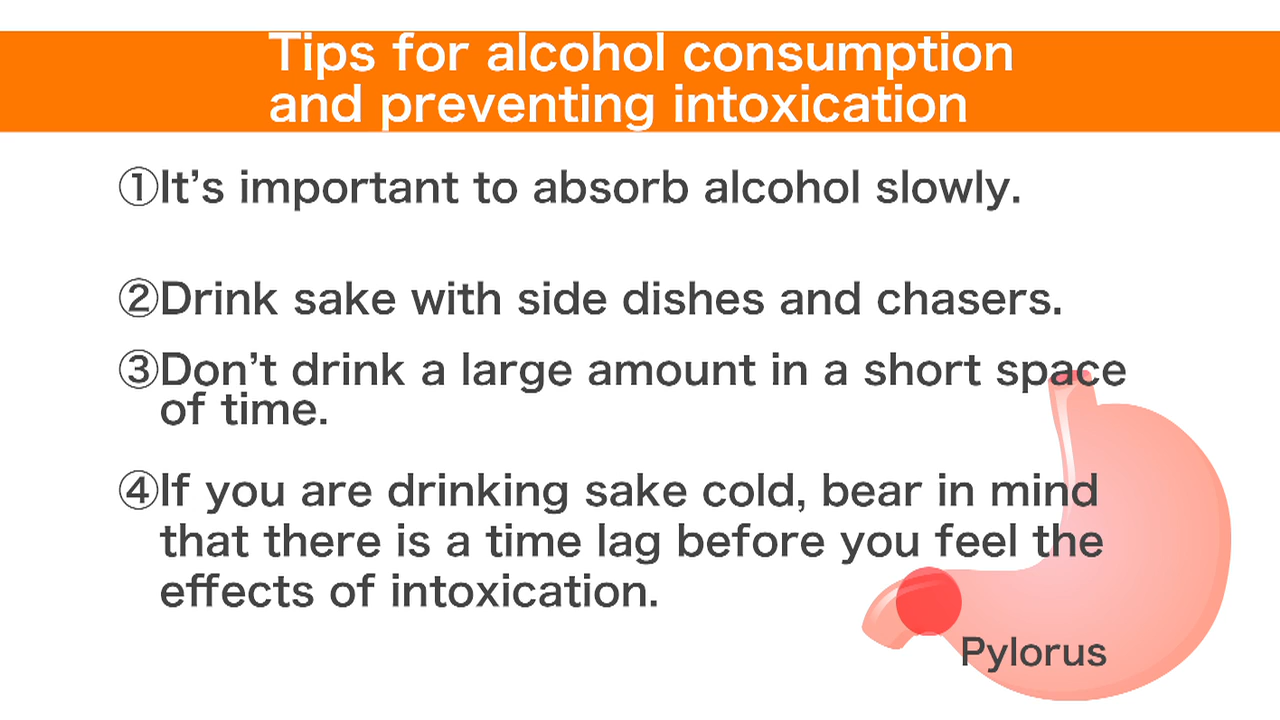 Tips for alcohol consumption
and preventing intoxication
①It’s important to absorb alcohol slowly.
②Drink sake with side dishes and chasers.
③Don’t drink a large amount in a short space
of time.
④If you are drinking sake cold, bear in mind
that there is a time lag before you feel the
effects of intoxication.
Pylorus